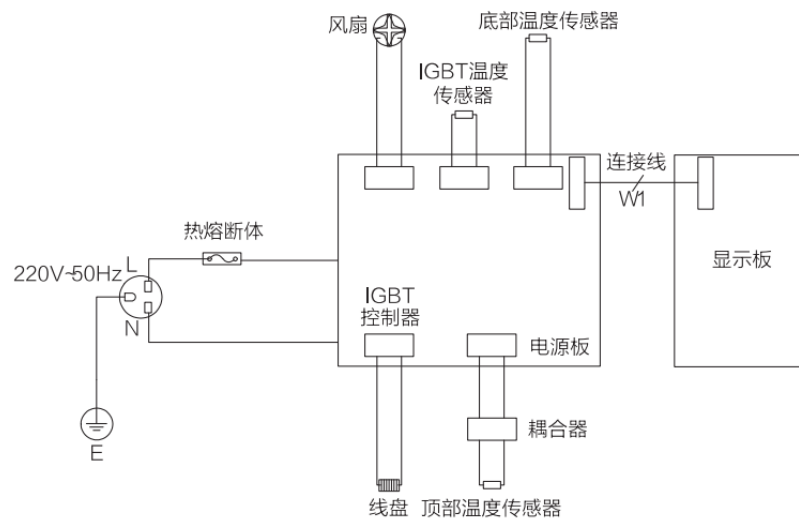 风扇
底部温度传感器
IGBT温度
传感器
连接线
W1
热熔断体
220V~50Hz
L
N
E
显示板
IGBT
控制器
电源板
耦合器
线盘
顶部温度传感器